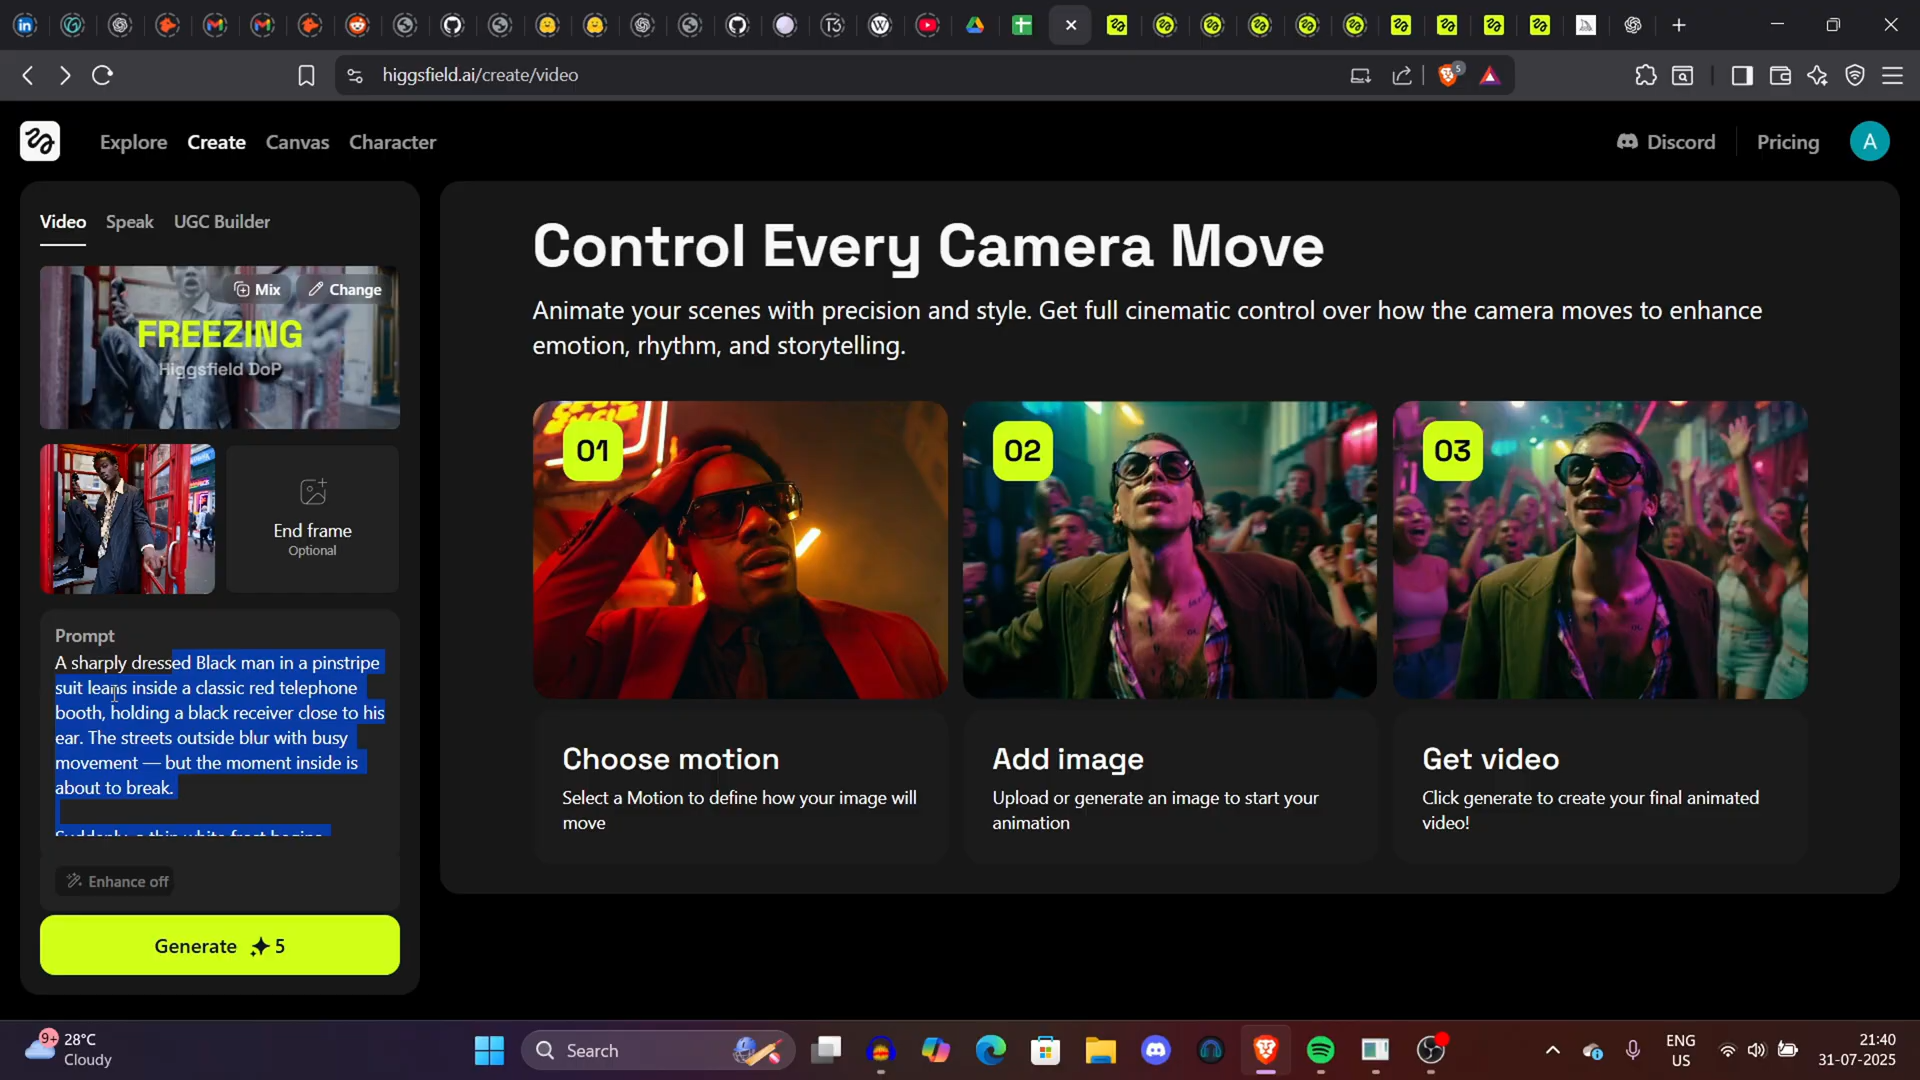 higgsfield.ai/create/video
5
Explore Create Canvas Character
Discord Pricing A
Video Speak UGC Builder
Mix Change
FREEZING
Higgsfield DoP
End frame
Optional
Prompt
A sharply dressed Black man in a pinstripe
suit leans inside a classic red telephone
booth, holding a black receiver close to his
ear. The streets outside blur with busy
movement — but the moment inside is
about to break.
Suddenly, a thin white frost begins
Enhance off
Generate 5
Control Every Camera Move
Animate your scenes with precision and style. Get full cinematic control over how the camera moves to enhance
emotion, rhythm, and storytelling.
01
02
03
Choose motion
Select a Motion to define how your image will
move
Add image
Upload or generate an image to start your
animation
Get video
Click generate to create your final animated
video!
9+
28°C
Cloudy
Search
ENG
US
21:40
31-07-2025